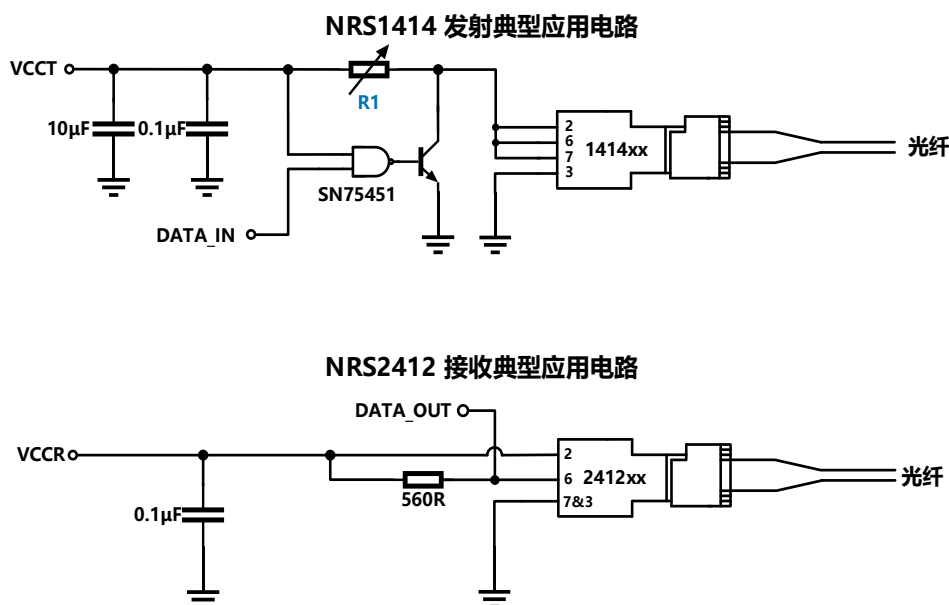 NRS1414 发射典型应用电路
VCCT
R1
10μF
0.1μF
2
6
7
3
1414xx
光纤
SN75451
DATA_IN
NRS2412 接收典型应用电路
DATA_OUT
VCCR
2
6
7&3
2412xx
光纤
560R
0.1μF